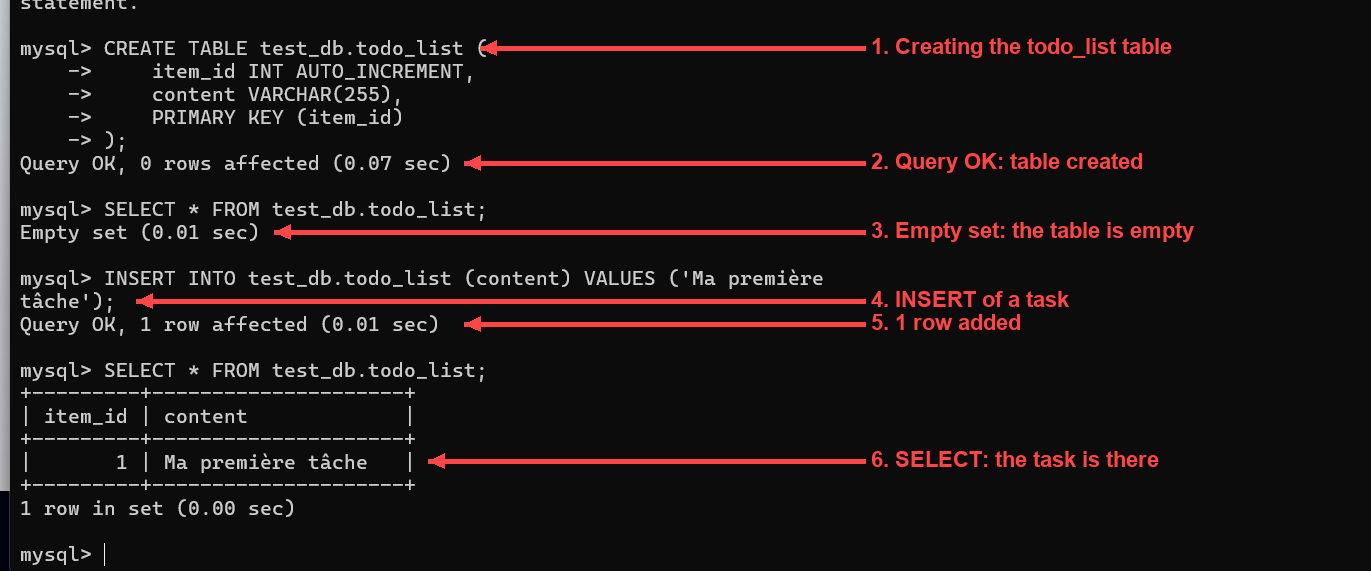 statement.
mysql> CREATE TABLE test_db.todo_list (
1. Creating the todo_list table
    ->     item_id INT AUTO_INCREMENT,
    ->     content VARCHAR(255),
    ->     PRIMARY KEY (item_id)
    -> );
Query OK, 0 rows affected (0.07 sec)
2. Query OK: table created
mysql> SELECT * FROM test_db.todo_list;
Empty set (0.01 sec)
3. Empty set: the table is empty
mysql> INSERT INTO test_db.todo_list (content) VALUES ('Ma première
tâche');
4. INSERT of a task
Query OK, 1 row affected (0.01 sec)
5. 1 row added
mysql> SELECT * FROM test_db.todo_list;
+---------+---------------------+
| item_id | content             |
+---------+---------------------+
|       1 | Ma première tâche   |
6. SELECT: the task is there
+---------+---------------------+
1 row in set (0.00 sec)
mysql>